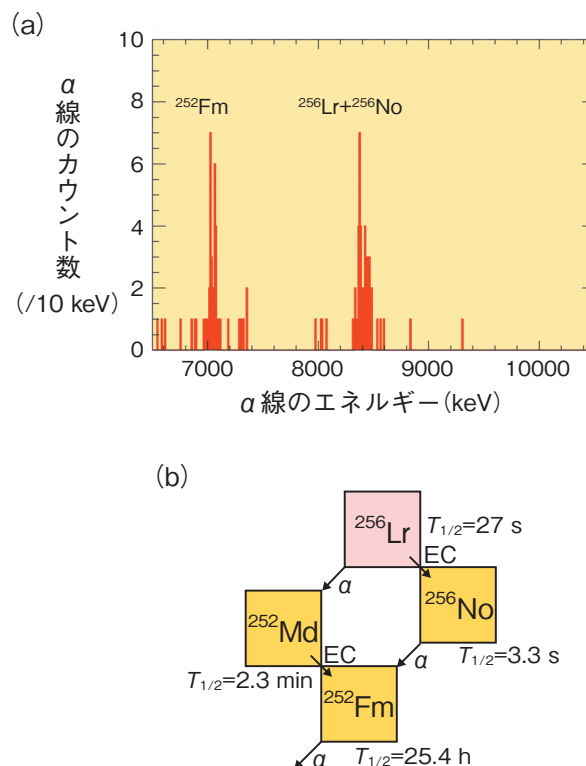 (a)
10
8
6
4
2
0
α線のカウント数
(/10 keV)
²⁵²Fm
²⁵⁶Lr+²⁵⁶No
7000
8000
9000
10000
α線のエネルギー(keV)
(b)
²⁵⁶Lr
T₁/₂=27 s
EC
α
²⁵²Md
²⁵⁶No
EC
α
T₁/₂=3.3 s
T₁/₂=2.3 min
²⁵²Fm
α
T₁/₂=25.4 h